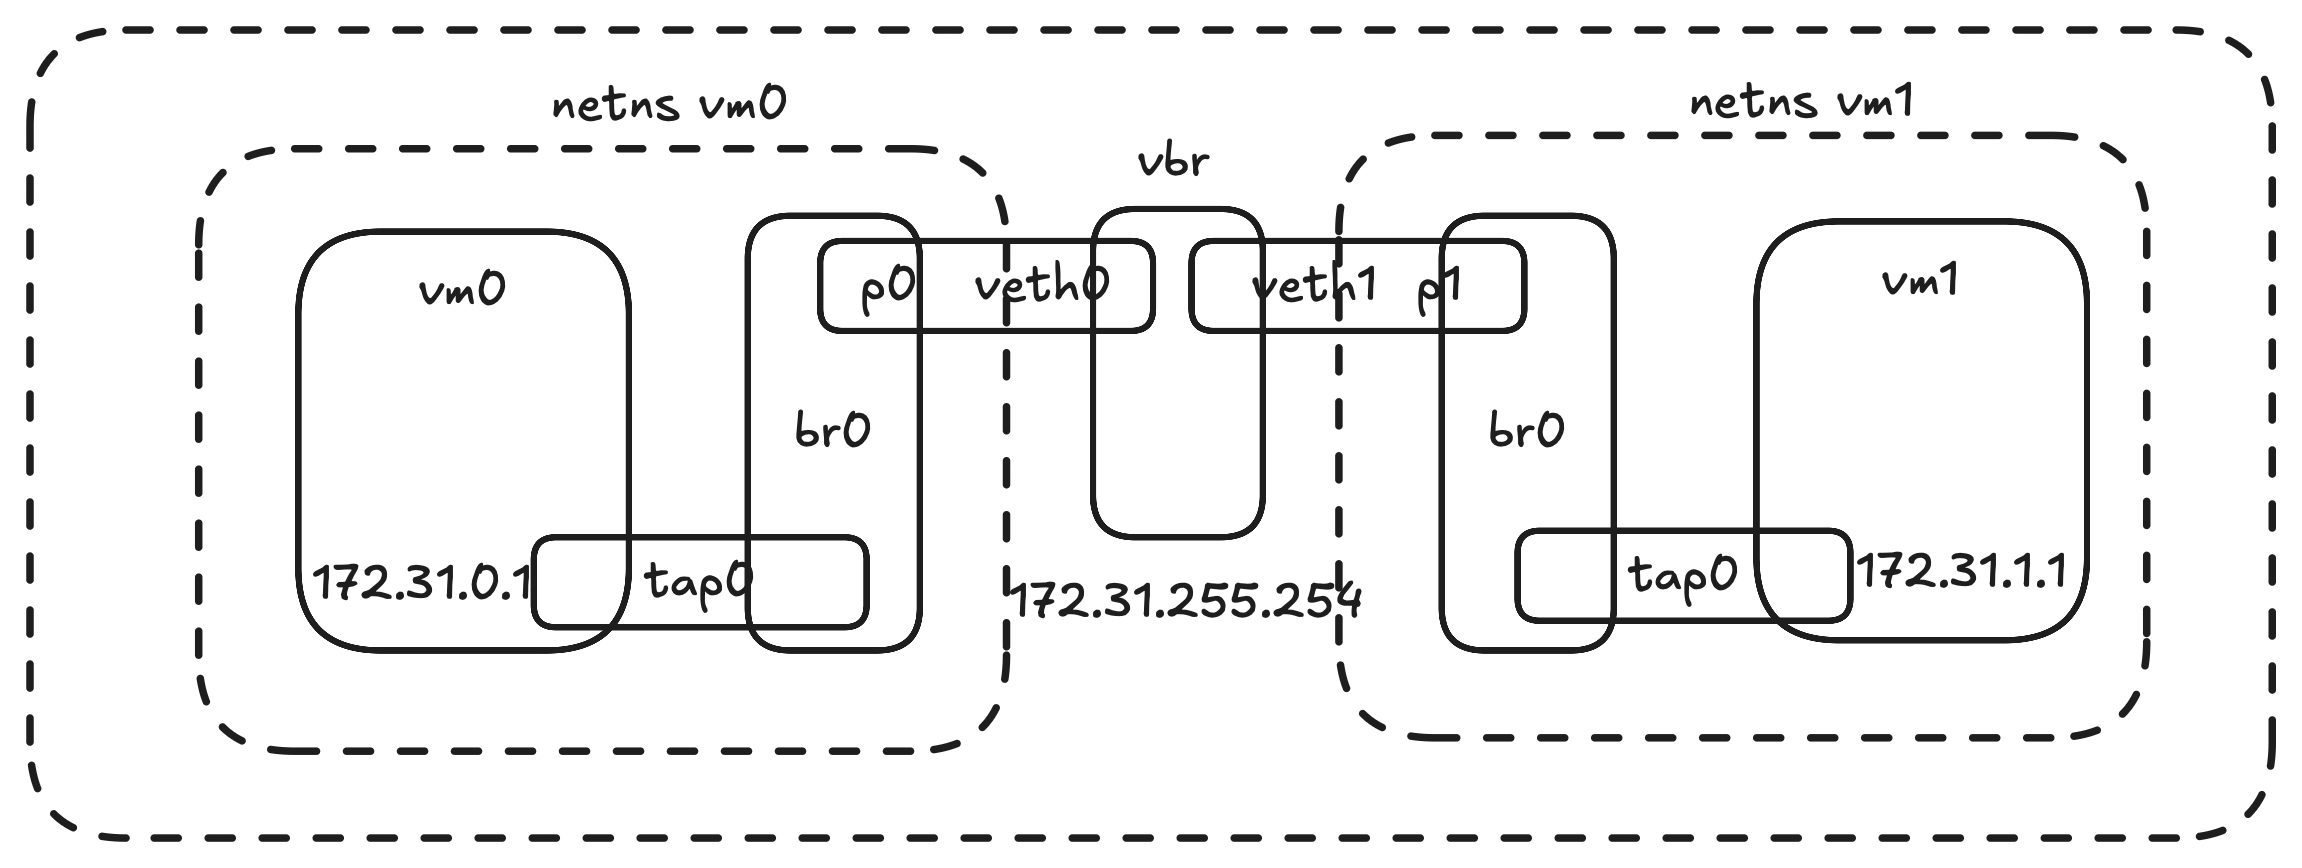 netns vm0
netns vm1
vbr
vm0
p0
veth0
veth1
p1
vm1
br0
br0
172.31.0.1
tap0
172.31.255.254
tap0
172.31.1.1